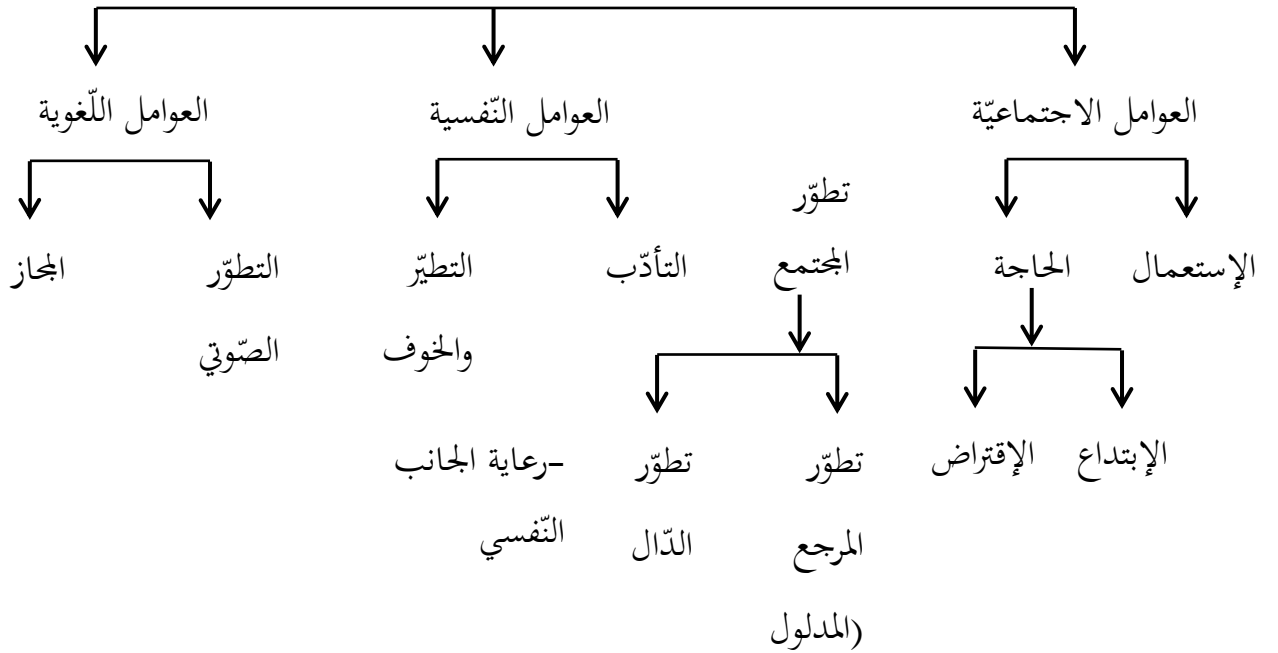 العوامل الاجتماعيّة
العوامل النّفسية
العوامل اللّغوية
الإستعمال
الحاجة
تطوّر
المجتمع
التأدّب
التطيّر
والخوف
التطوّر
الصّوتي
المجاز
الإبتداع
الإقتراض
تطوّر
المرجع
(المدلول
تطوّر
الدّال
-رعاية الجانب
النّفسي